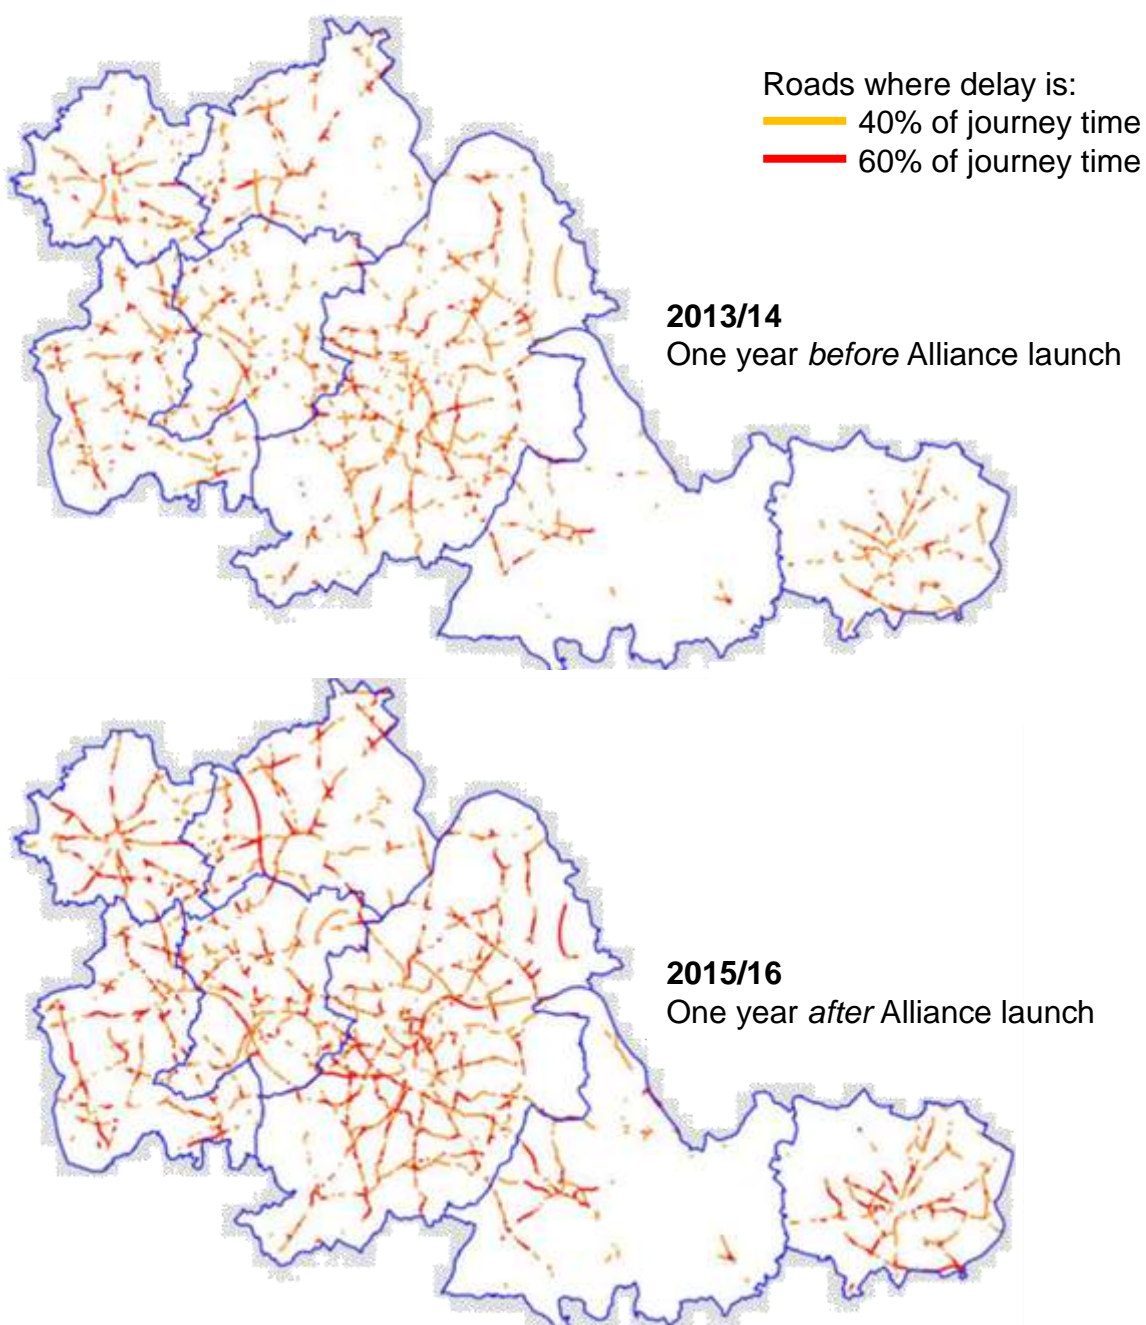 Roads where delay is:
40% of journey time
60% of journey time
2013/14
One year before Alliance launch
2015/16
One year after Alliance launch